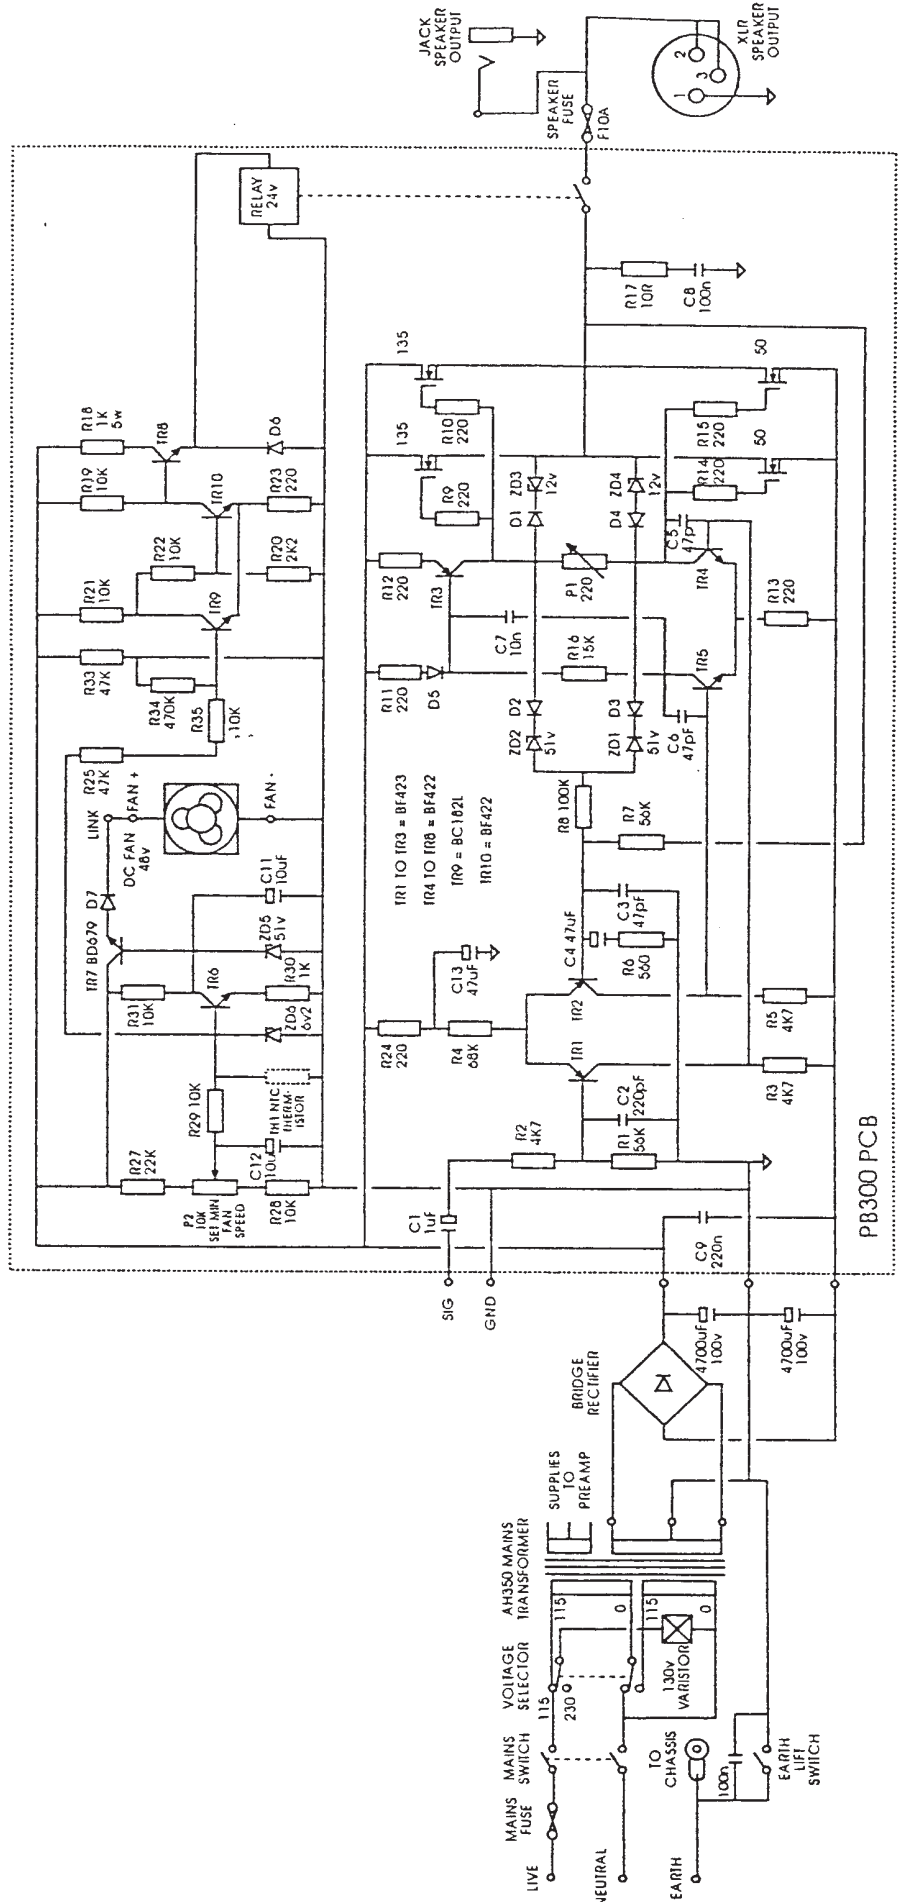 JACK
SPEAKER
OUTPUT
XLR
SPEAKER
OUTPUT
1
2
3
SPEAKER
FUSE
F10A
RELAY
24v
R17
10R
C8
100n
R18
1K
5w
TR8
D6
R19
10K
TR10
R23
220
R22
10K
R20
2K2
R21
10K
TR9
R33
47K
R34
470K
R35
10K
R25
47K
LINK
FAN +
DC FAN
48v
FAN -
D7
TR7 BD679
C11
10uF
ZD5
51v
R31
10K
TR6
R30
1K
ZD6
6v2
R29 10K
TH1 NTC
THERM-
ISTOR
R27
22K
C12
10u
P2
10K
SET MIN
FAN
SPEED
R28
10K
135
135
R10
220
R9
220
50
50
R15
220
R14
220
ZD3
12v
ZD4
12v
D1
D4
C5
47p
R12
220
TR3
P1
220
TR4
R13
220
C7
10n
R11
220
D5
R16
15K
TR5
D2
ZD2
51v
D3
ZD1
51v
C6
47pF
R8 100K
R7
56K
TR1 TO TR3 = BF423
TR4 TO TR8 = BF422
TR9 = BC182L
TR10 = BF422
C13
47uF
R24
220
R4
68K
C4 47uF
C3
47pF
R6
560
TR2
TR1
R5
4K7
R3
4K7
R2
4K7
C2
220pF
R1
56K
C1
1uF
SIG
GND
C9
220n
PB300 PCB
4700uF
100v
4700uF
100v
BRIDGE
RECTIFIER
SUPPLIES
TO
PREAMP
AH350 MAINS
TRANSFORMER
115
0
115
0
VOLTAGE
SELECTOR
115
230
130v
VARISTOR
MAINS
SWITCH
MAINS
FUSE
TO
CHASSIS
100n
EARTH
LIFT
SWITCH
LIVE
NEUTRAL
EARTH